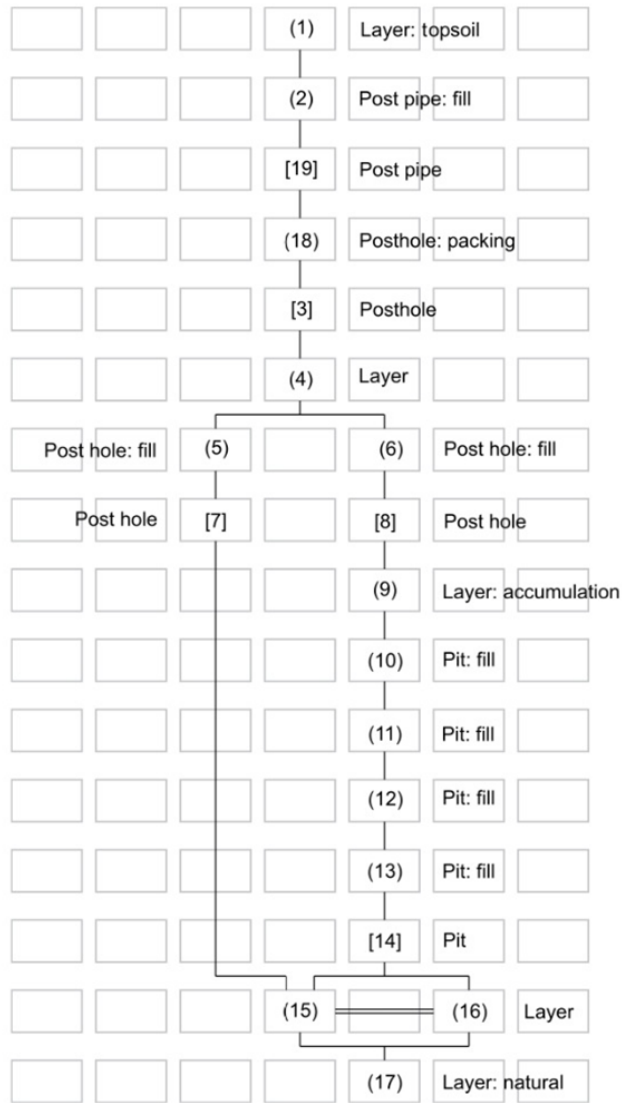 (1) Layer: topsoil
(2) Post pipe: fill
[19] Post pipe
(18) Posthole: packing
[3] Posthole
(4) Layer
Post hole: fill (5) (6) Post hole: fill
Post hole [7] [8] Post hole
(9) Layer: accumulation
(10) Pit: fill
(11) Pit: fill
(12) Pit: fill
(13) Pit: fill
[14] Pit
(15) (16) Layer
(17) Layer: natural